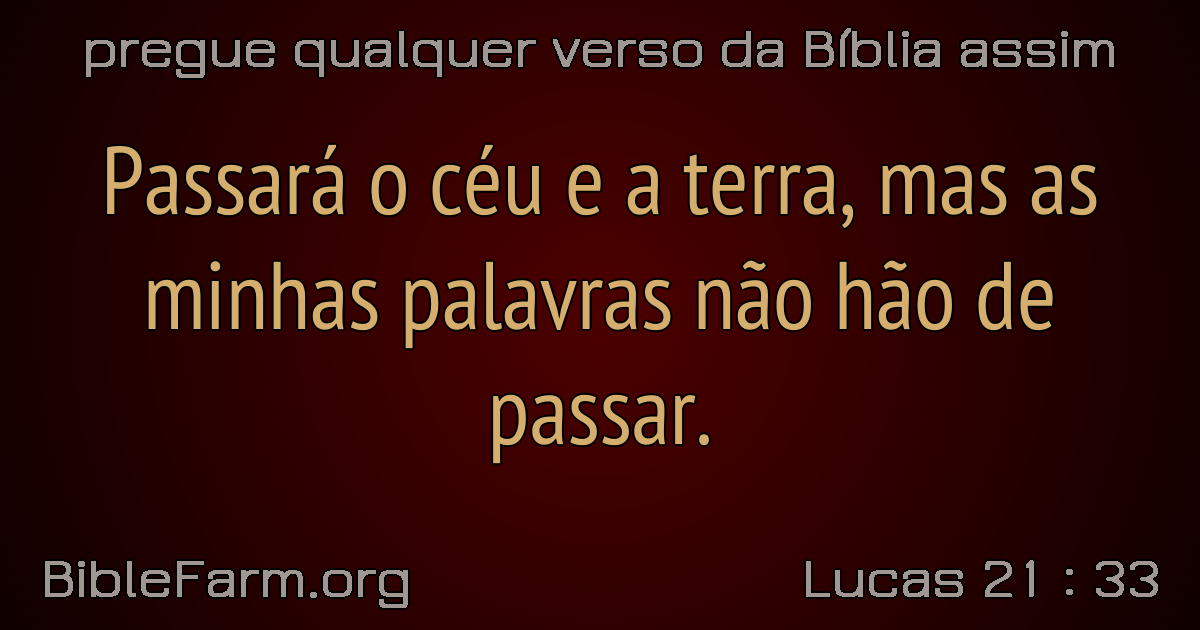 pregue qualquer verso da Bíblia assim
Passará o céu e a terra, mas as
minhas palavras não hão de
passar.
BibleFarm.org
Lucas 21 : 33